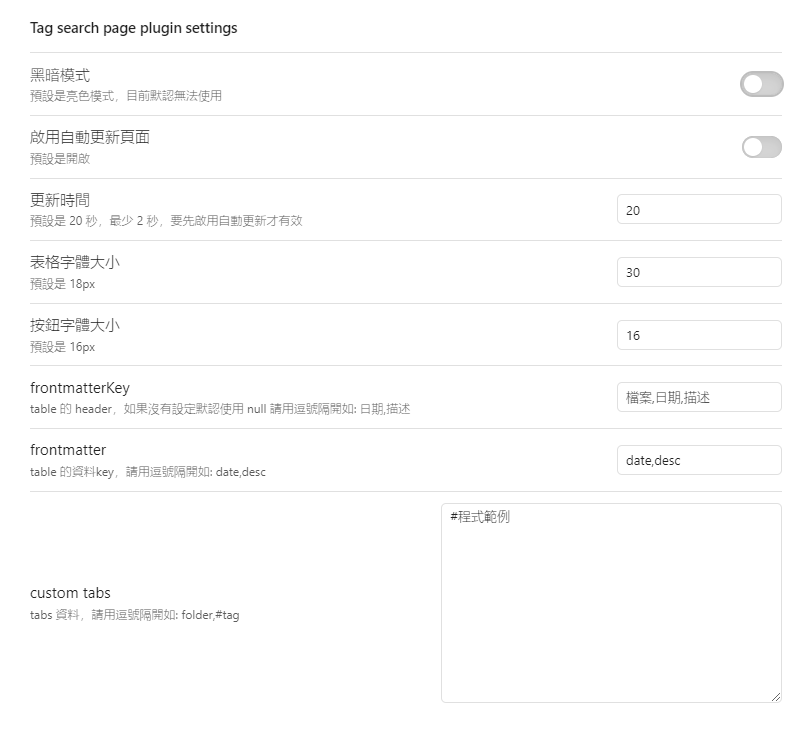 Tag search page plugin settings
黑暗模式
預設是亮色模式，目前默認無法使用
啟用自動更新頁面
預設是開啟
更新時間
預設是 20 秒，最少 2 秒，要先啟用自動更新才有效
20
表格字體大小
預設是 18px
30
按鈕字體大小
預設是 16px
16
frontmatterKey
table 的 header，如果沒有設定默認使用 null 請用逗號隔開如: 日期,描述
檔案,日期,描述
frontmatter
table 的資料key，請用逗號隔開如: date,desc
date,desc
custom tabs
tabs 資料，請用逗號隔開如: folder,#tag
#程式範例